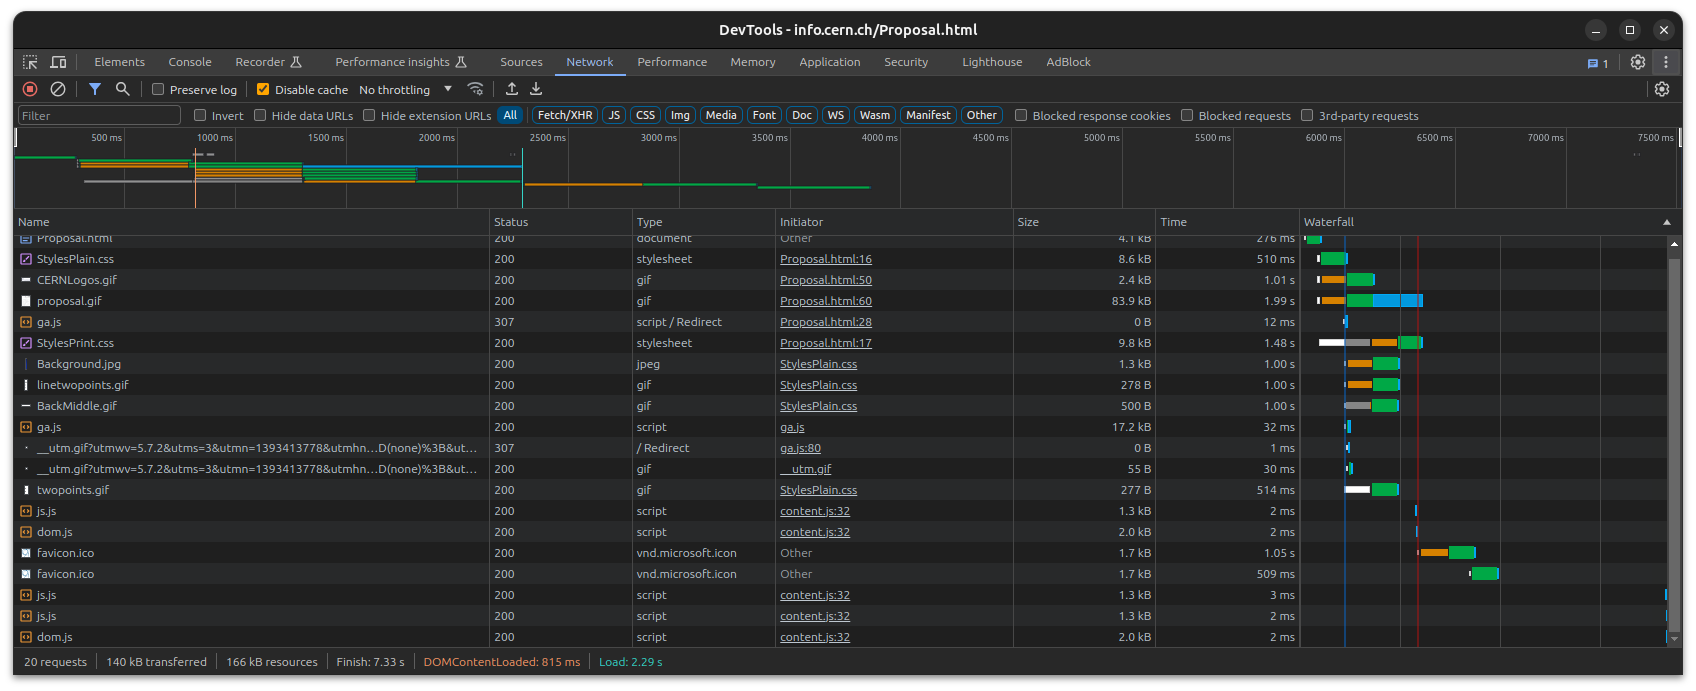 DevTools - info.cern.ch/Proposal.html
Elements Console Recorder Performance insights Sources Network Performance Memory Application Security Lighthouse AdBlock 1
Preserve log Disable cache No throttling
Filter Invert Hide data URLs Hide extension URLs All Fetch/XHR JS CSS Img Media Font Doc WS Wasm Manifest Other Blocked response cookies Blocked requests 3rd-party requests
500 ms 1000 ms 1500 ms 2000 ms 2500 ms 3000 ms 3500 ms 4000 ms 4500 ms 5000 ms 5500 ms 6000 ms 6500 ms 7000 ms 7500 ms
Name Status Type Initiator Size Time Waterfall
Proposal.html 200 document Other 4.1 kB 276 ms
StylesPlain.css 200 stylesheet Proposal.html:16 8.6 kB 510 ms
CERNLogos.gif 200 gif Proposal.html:50 2.4 kB 1.01 s
proposal.gif 200 gif Proposal.html:60 83.9 kB 1.99 s
ga.js 307 script / Redirect Proposal.html:28 0 B 12 ms
StylesPrint.css 200 stylesheet Proposal.html:17 9.8 kB 1.48 s
Background.jpg 200 jpeg StylesPlain.css 1.3 kB 1.00 s
linetwopoints.gif 200 gif StylesPlain.css 278 B 1.00 s
BackMiddle.gif 200 gif StylesPlain.css 500 B 1.00 s
ga.js 200 script ga.js 17.2 kB 32 ms
__utm.gif?utmwv=5.7.2&utms=3&utmn=1393413778&utmhn...D(none)%3B&ut... 307 / Redirect ga.js:80 0 B 1 ms
__utm.gif?utmwv=5.7.2&utms=3&utmn=1393413778&utmhn...D(none)%3B&ut... 200 gif __utm.gif 55 B 30 ms
twopoints.gif 200 gif StylesPlain.css 277 B 514 ms
js.js 200 script content.js:32 1.3 kB 2 ms
dom.js 200 script content.js:32 2.0 kB 2 ms
favicon.ico 200 vnd.microsoft.icon Other 1.7 kB 1.05 s
favicon.ico 200 vnd.microsoft.icon Other 1.7 kB 509 ms
js.js 200 script content.js:32 1.3 kB 3 ms
js.js 200 script content.js:32 1.3 kB 2 ms
dom.js 200 script content.js:32 2.0 kB 2 ms
20 requests 140 kB transferred 166 kB resources Finish: 7.33 s DOMContentLoaded: 815 ms Load: 2.29 s